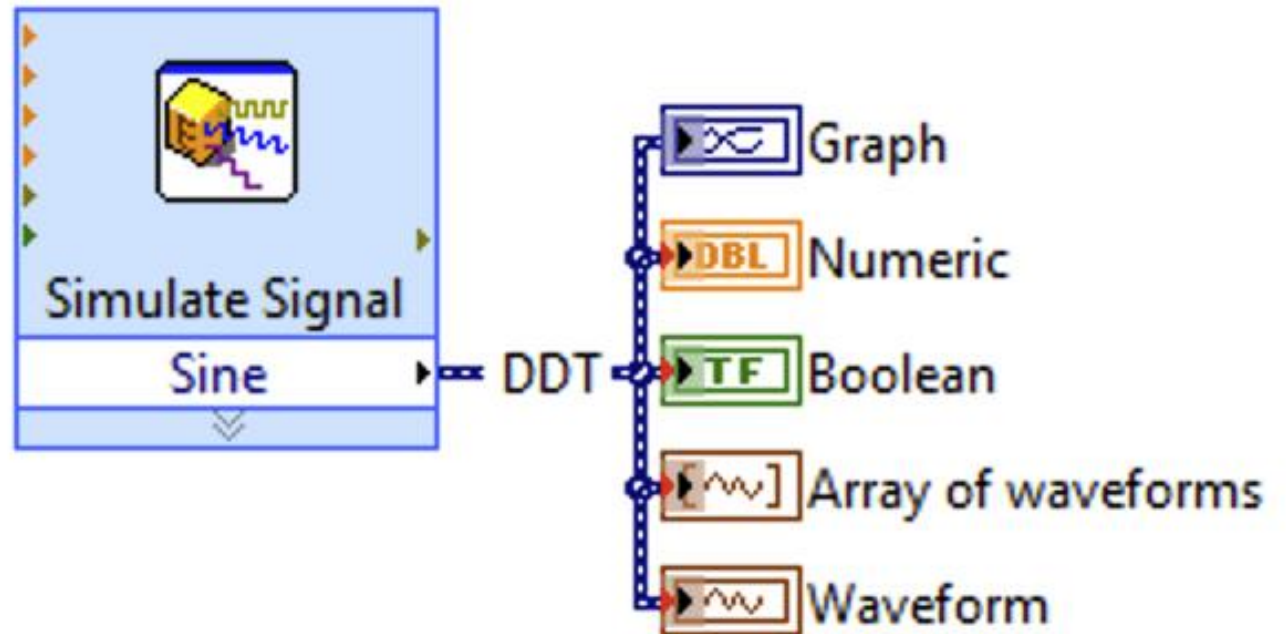 Simulate Signal
Sine
DDT
Graph
DBL Numeric
TF Boolean
Array of waveforms
Waveform